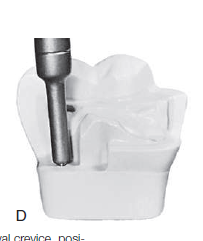 D
val crevice, posi-